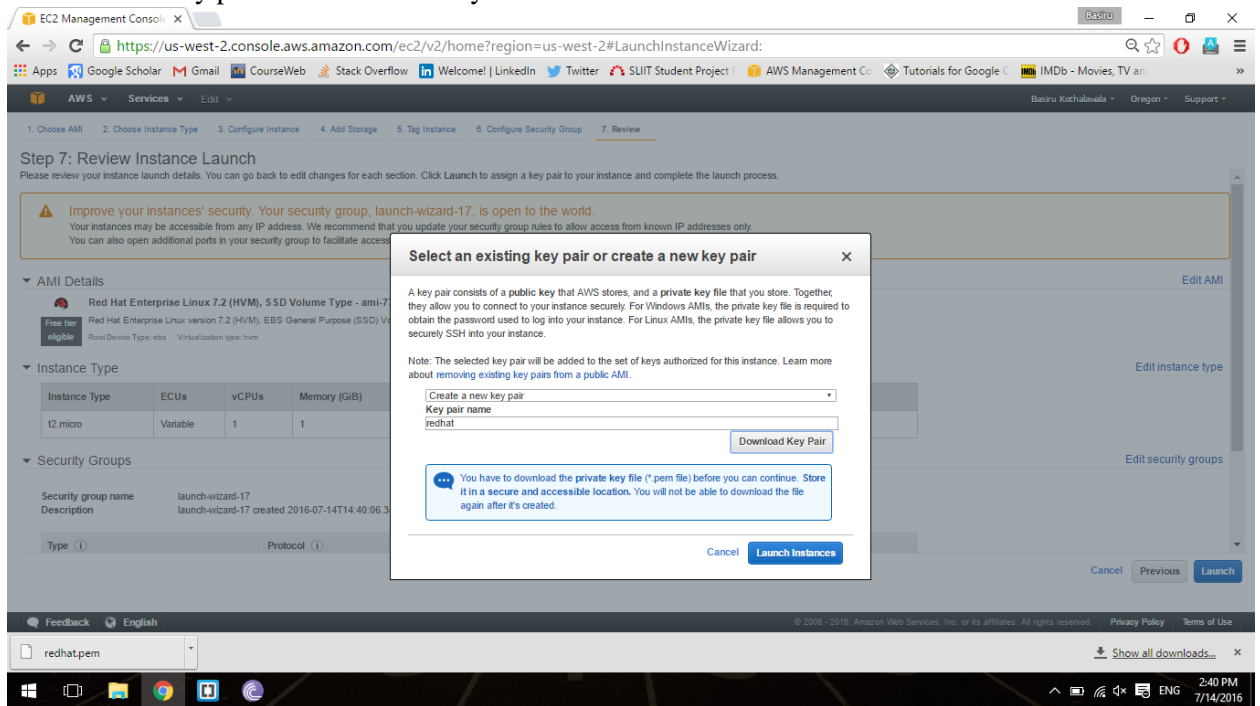 EC2 Management Console
Basiru
https://us-west-2.console.aws.amazon.com/ec2/v2/home?region=us-west-2#LaunchInstanceWizard:
Apps Google Scholar Gmail CourseWeb Stack Overflow Welcome! | LinkedIn Twitter SLIIT Student Project AWS Management Co Tutorials for Google C IMDb - Movies, TV an »
AWS Services Edit Basiru Kothalawala Oregon Support
1. Choose AMI 2. Choose Instance Type 3. Configure Instance 4. Add Storage 5. Tag Instance 6. Configure Security Group 7. Review
Step 7: Review Instance Launch
Please review your instance launch details. You can go back to edit changes for each section. Click Launch to assign a key pair to your instance and complete the launch process.
Improve your instances' security. Your security group, launch-wizard-17, is open to the world.
Your instances may be accessible from any IP address. We recommend that you update your security group rules to allow access from known IP addresses only.
You can also open additional ports in your security group to facilitate access
AMI Details Edit AMI
Red Hat Enterprise Linux 7.2 (HVM), SSD Volume Type - ami-7
Free tier eligible
Red Hat Enterprise Linux version 7.2 (HVM), EBS General Purpose (SSD) Vo
Root Device Type: ebs Virtualization type: hvm
Instance Type Edit instance type
Instance Type ECUs vCPUs Memory (GiB)
t2.micro Variable 1 1
Security Groups Edit security groups
Security group name launch-wizard-17
Description launch-wizard-17 created 2016-07-14T14:40:06.3
Type (i) Protocol (i)
Select an existing key pair or create a new key pair ×
A key pair consists of a public key that AWS stores, and a private key file that you store. Together,
they allow you to connect to your instance securely. For Windows AMIs, the private key file is required to
obtain the password used to log into your instance. For Linux AMIs, the private key file allows you to
securely SSH into your instance.
Note: The selected key pair will be added to the set of keys authorized for this instance. Learn more
about removing existing key pairs from a public AMI.
Create a new key pair
Key pair name
redhat
Download Key Pair
You have to download the private key file (*.pem file) before you can continue. Store
it in a secure and accessible location. You will not be able to download the file
again after it's created.
Cancel Launch Instances
Cancel Previous Launch
Feedback English © 2008 - 2016, Amazon Web Services, Inc. or its affiliates. All rights reserved. Privacy Policy Terms of Use
redhat.pem Show all downloads... ×
ENG 2:40 PM
7/14/2016